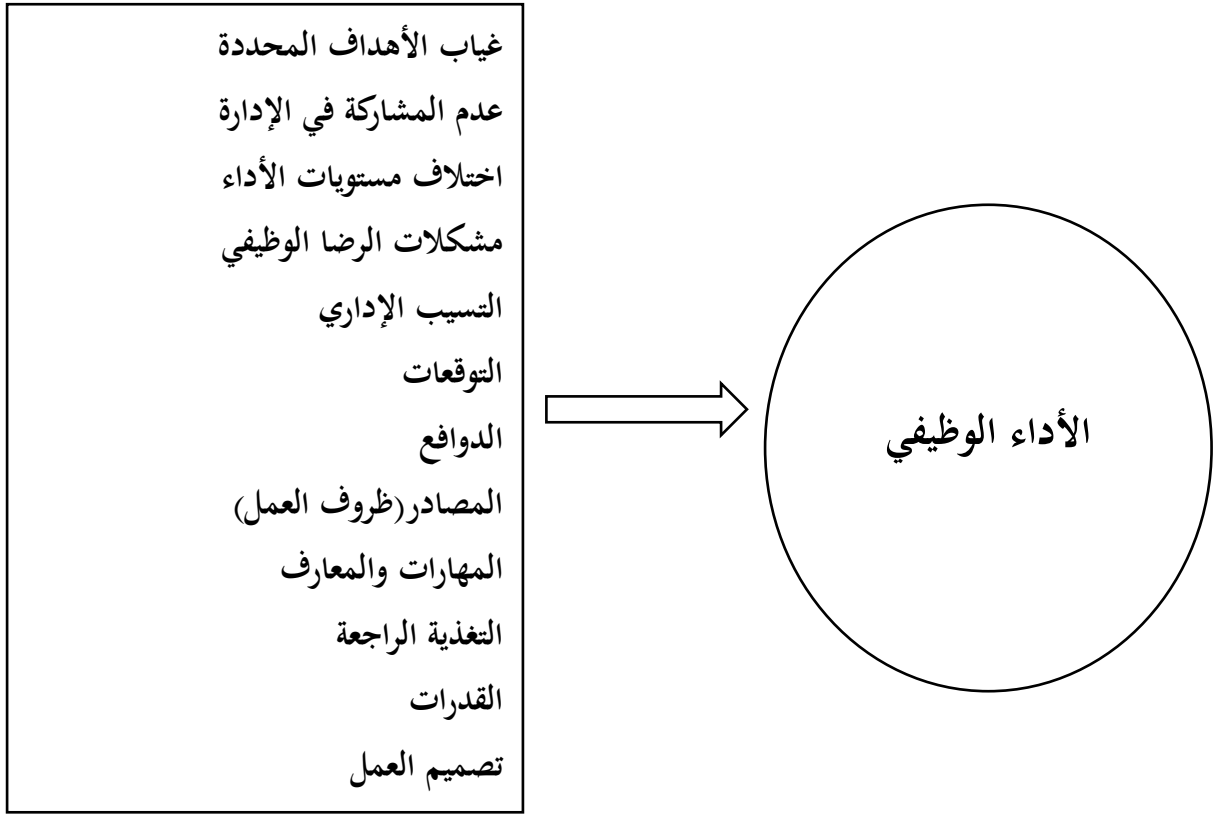 غياب الأهداف المحددة
عدم المشاركة في الإدارة
اختلاف مستويات الأداء
مشكلات الرضا الوظيفي
التسيب الإداري
التوقعات
الدوافع
المصادر(ظروف العمل)
المهارات والمعارف
التغذية الراجعة
القدرات
تصميم العمل
الأداء الوظيفي